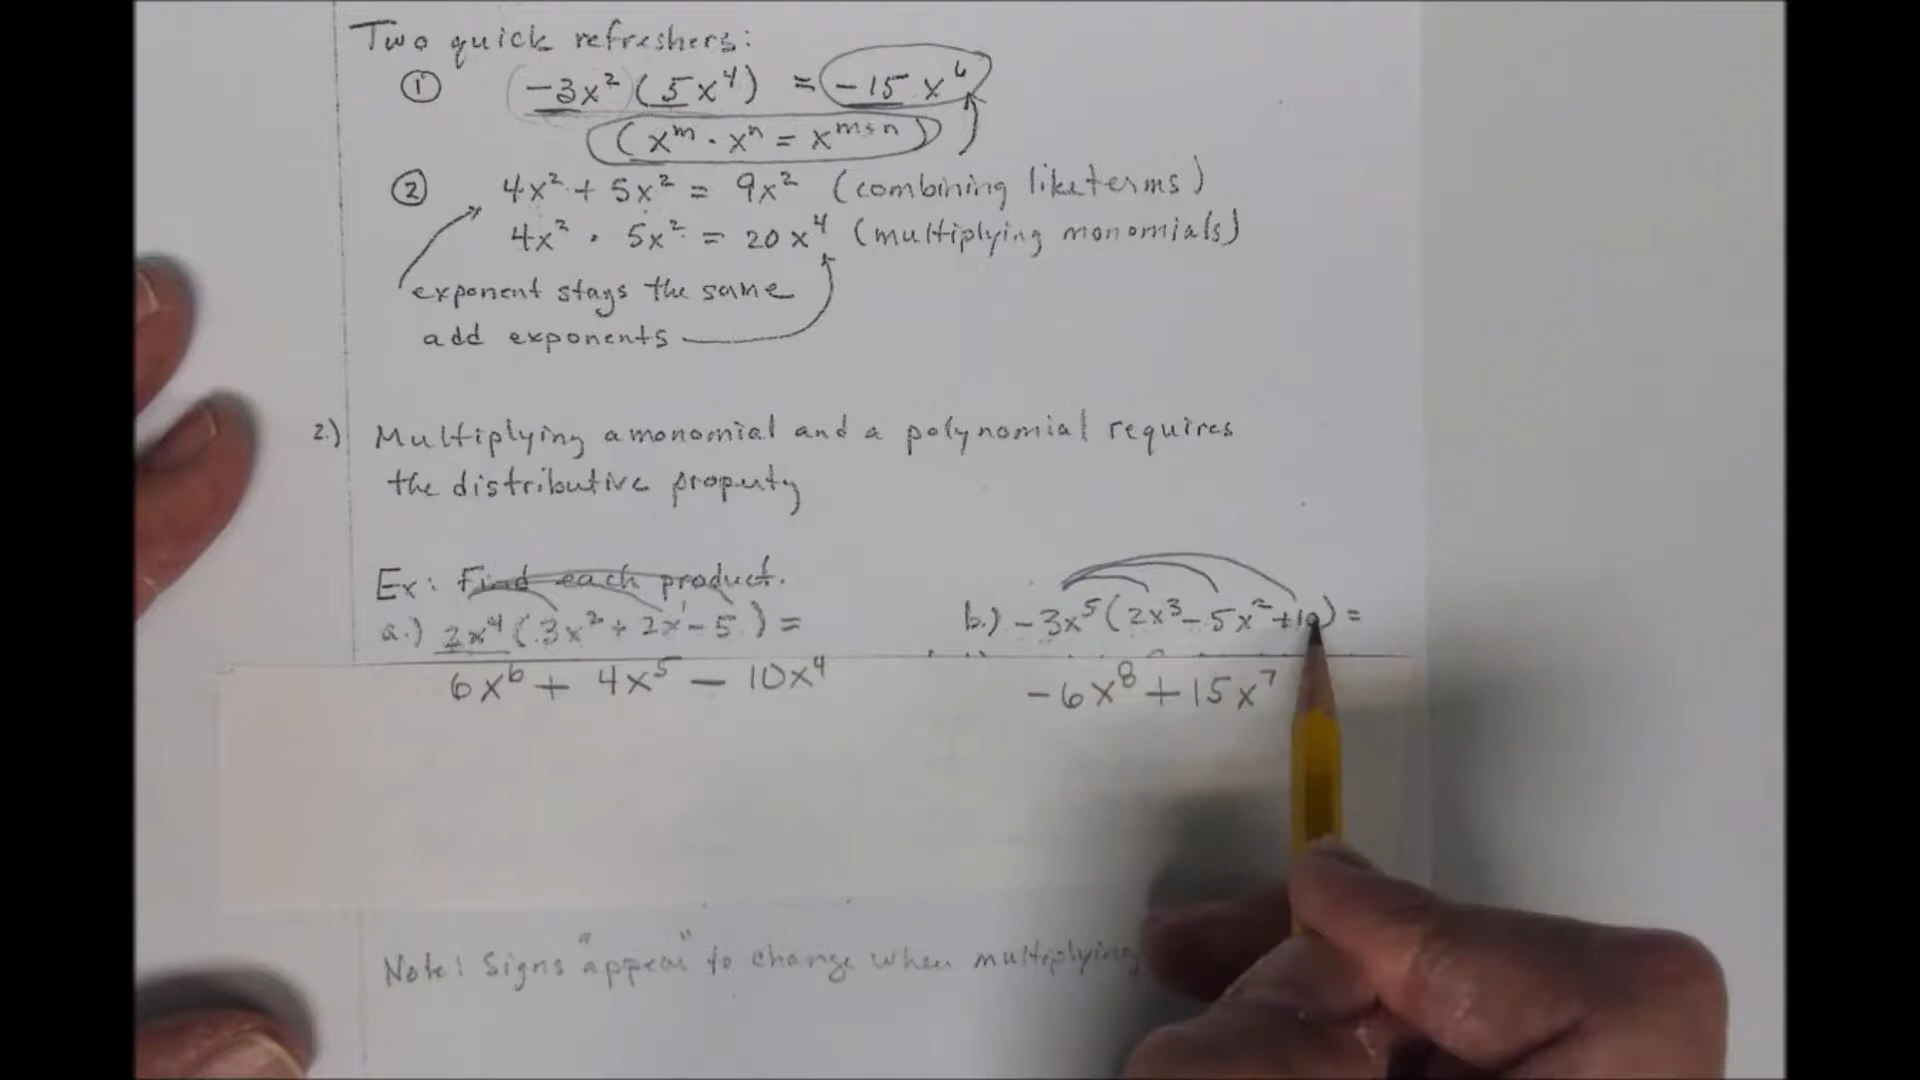 Two quick refreshers:
① (-3x²)(5x⁴) = -15x⁶
(xᵐ · xⁿ = xᵐ⁺ⁿ)
② 4x² + 5x² = 9x² (combining like terms)
4x² · 5x² = 20x⁴ (multiplying monomials)
exponent stays the same
add exponents
2.) Multiplying a monomial and a polynomial requires
the distributive property
Ex: Find each product.
a.) 2x⁴(3x² + 2x¹ - 5) =
6x⁶ + 4x⁵ - 10x⁴
b.) -3x⁵(2x³ - 5x² + 10) =
-6x⁸ + 15x⁷
Note: Signs "appear" to change when multiplying